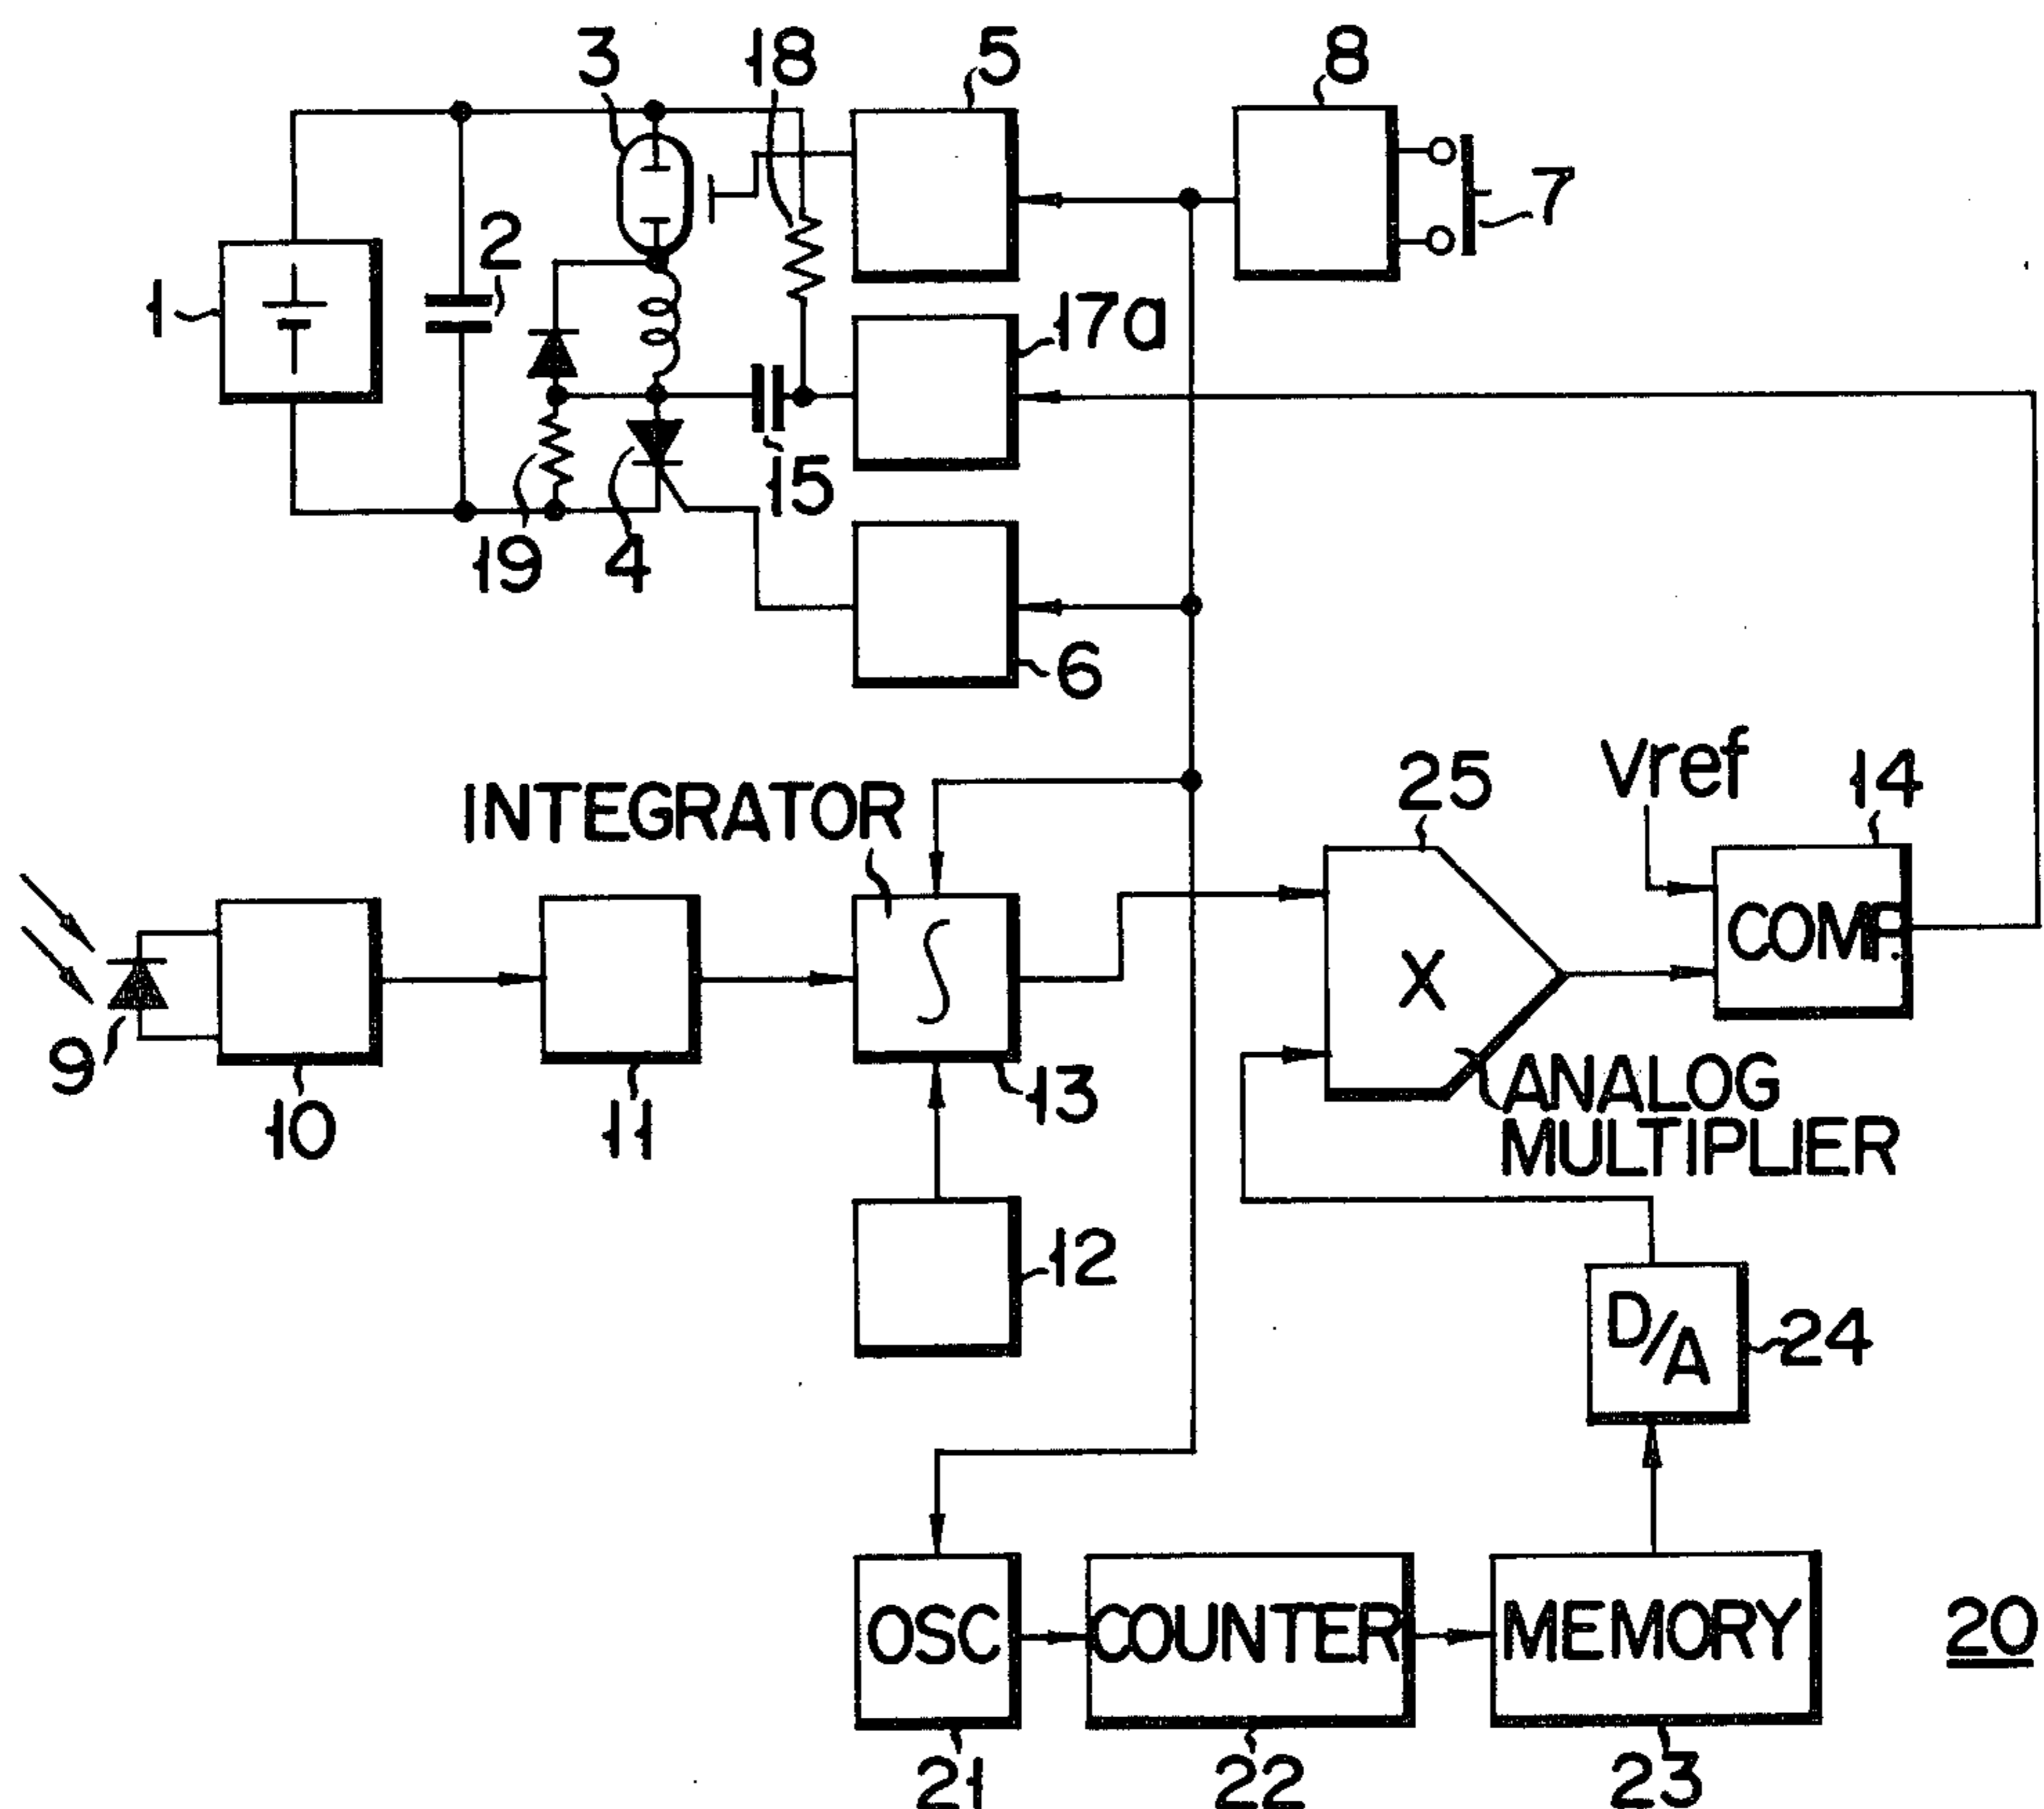 3
18
5
8
7
2
1
17a
15
19
4
6
INTEGRATOR
25
Vref
14
COMP.
X
∫
9
10
11
13
ANALOG
MULTIPLIER
12
D/A
24
OSC
COUNTER
MEMORY
20
21
22
23